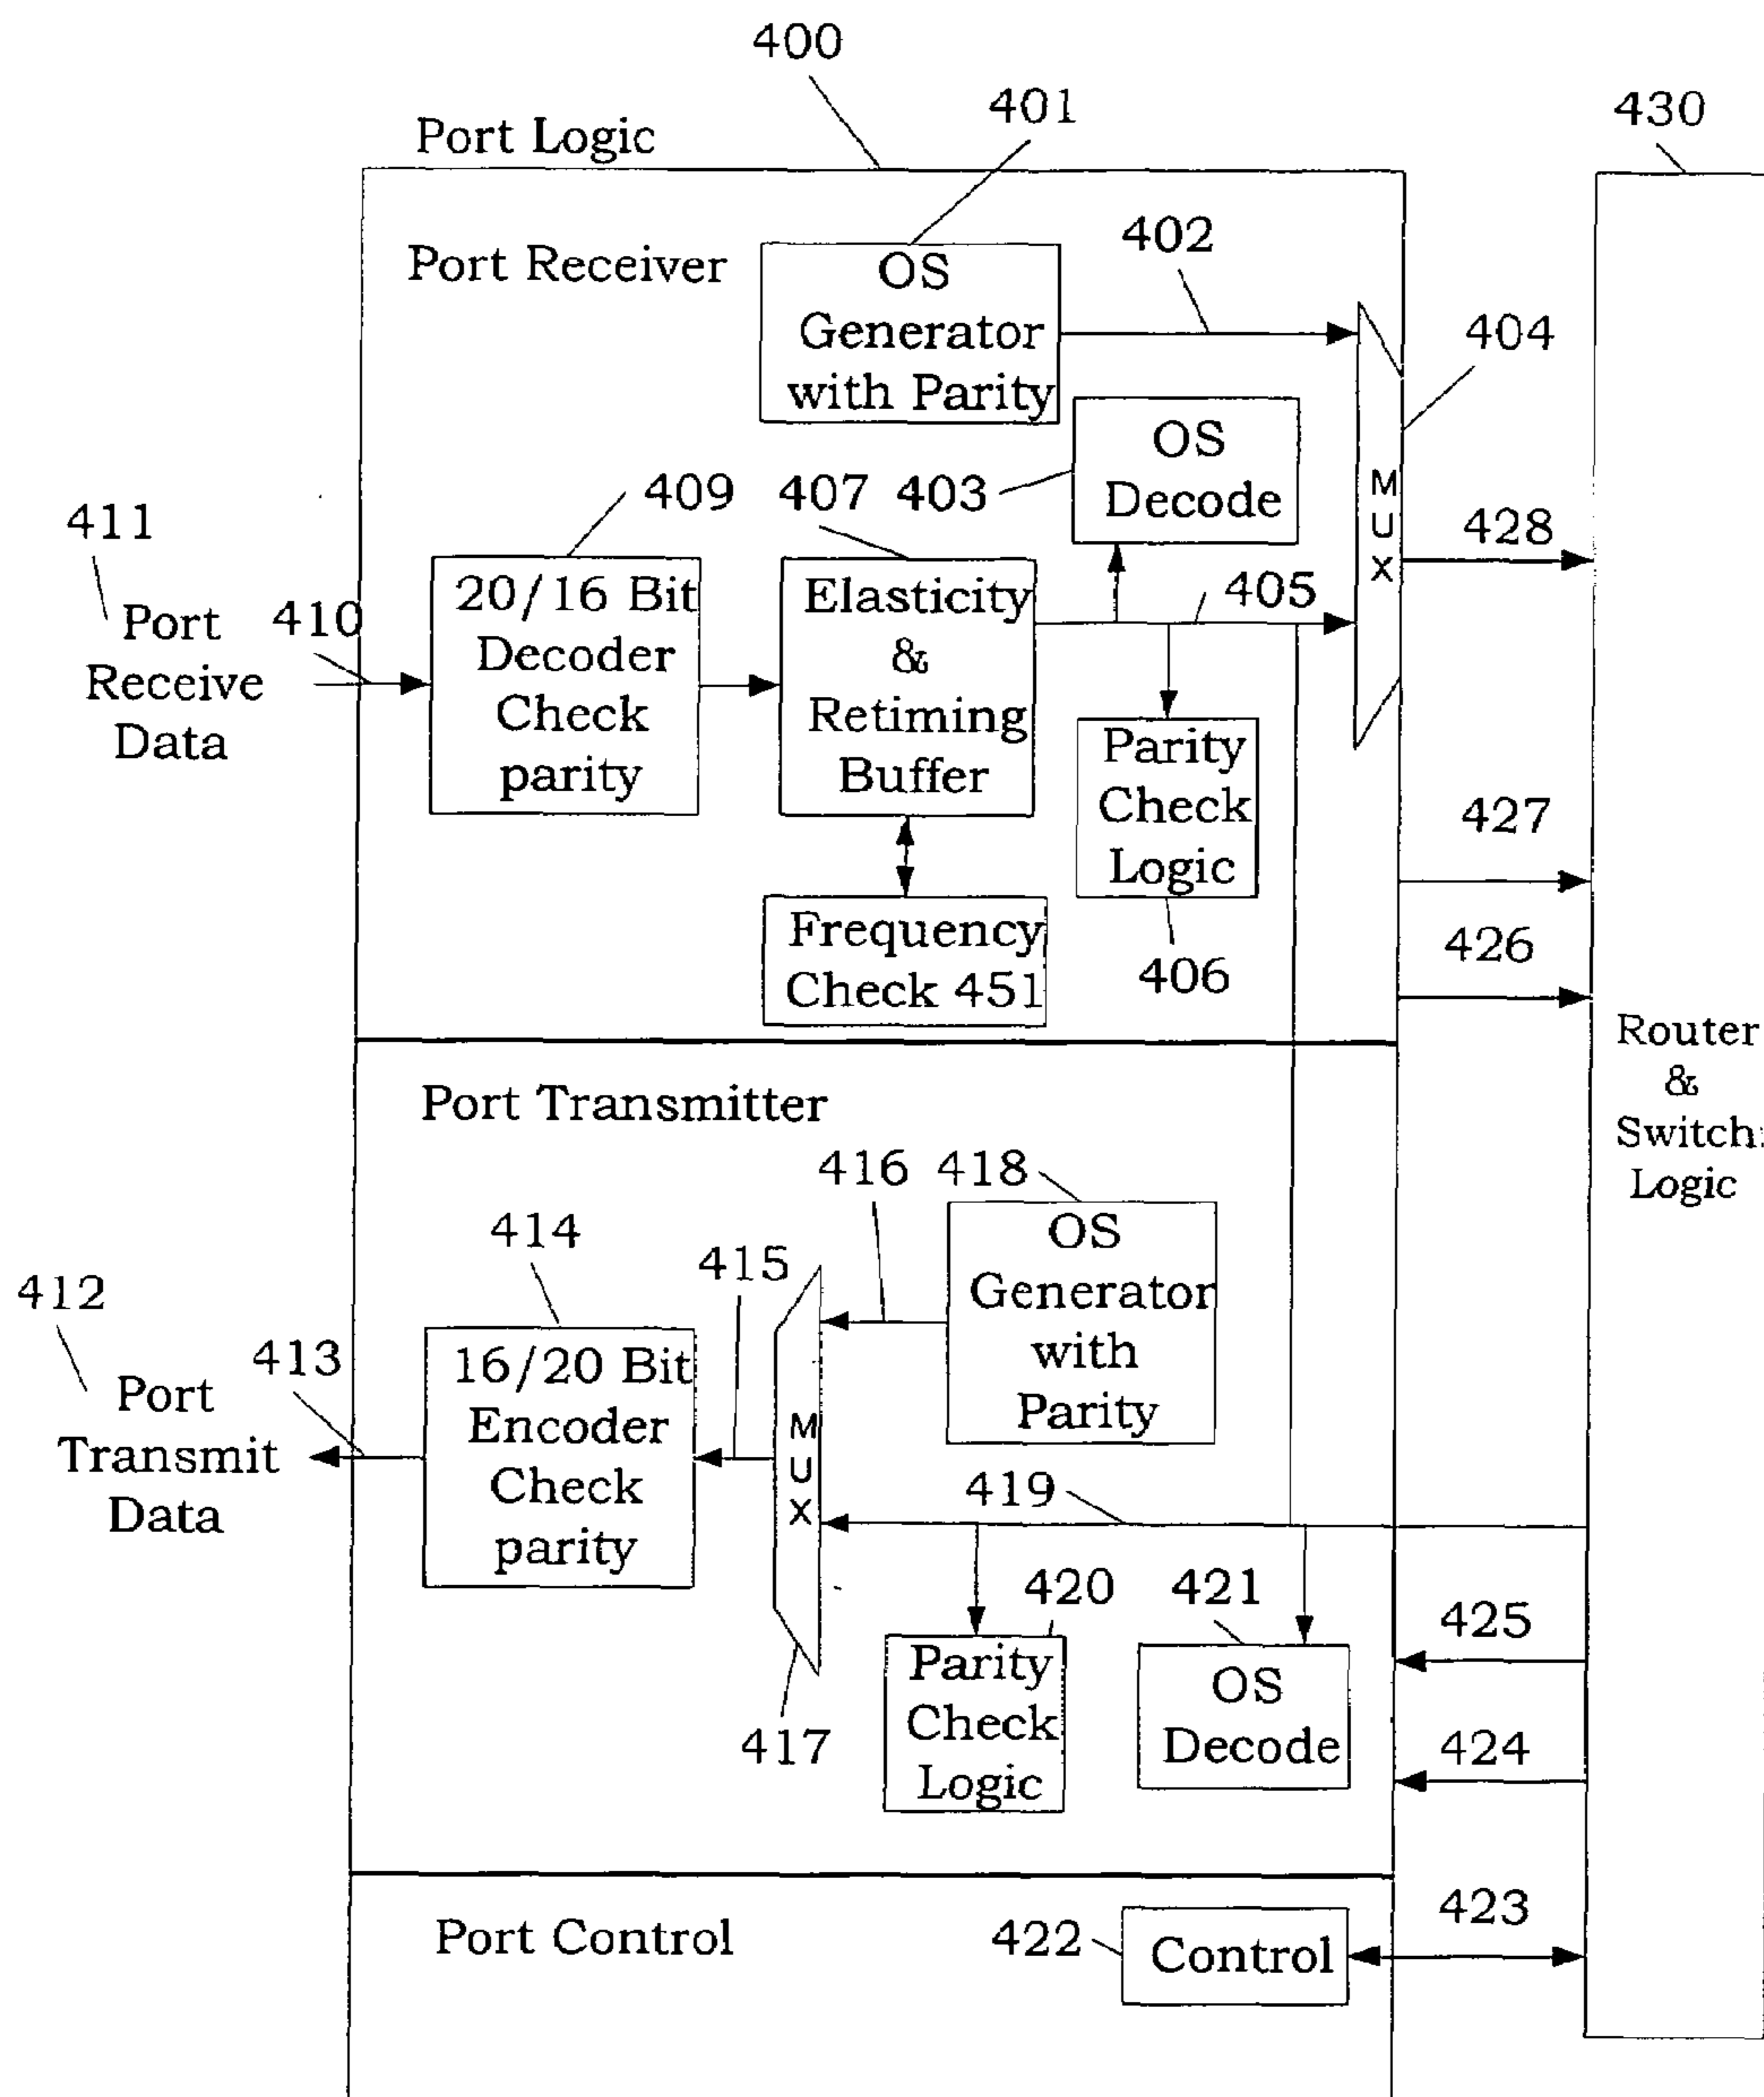 400
401
430
Port Logic
402
Port Receiver
OS
Generator
with Parity
404
OS
Decode
MUX
409
407
403
428
411
Port
Receive
Data
410
20/16 Bit
Decoder
Check
parity
Elasticity
&
Retiming
Buffer
405
Parity
Check
Logic
427
406
426
Frequency
Check 451
Router
&
Switch
Logic
Port Transmitter
416
418
OS
Generator
with
Parity
414
415
412
Port
Transmit
Data
413
16/20 Bit
Encoder
Check
parity
MUX
419
420
421
425
Parity
Check
Logic
OS
Decode
417
424
Port Control
422
Control
423